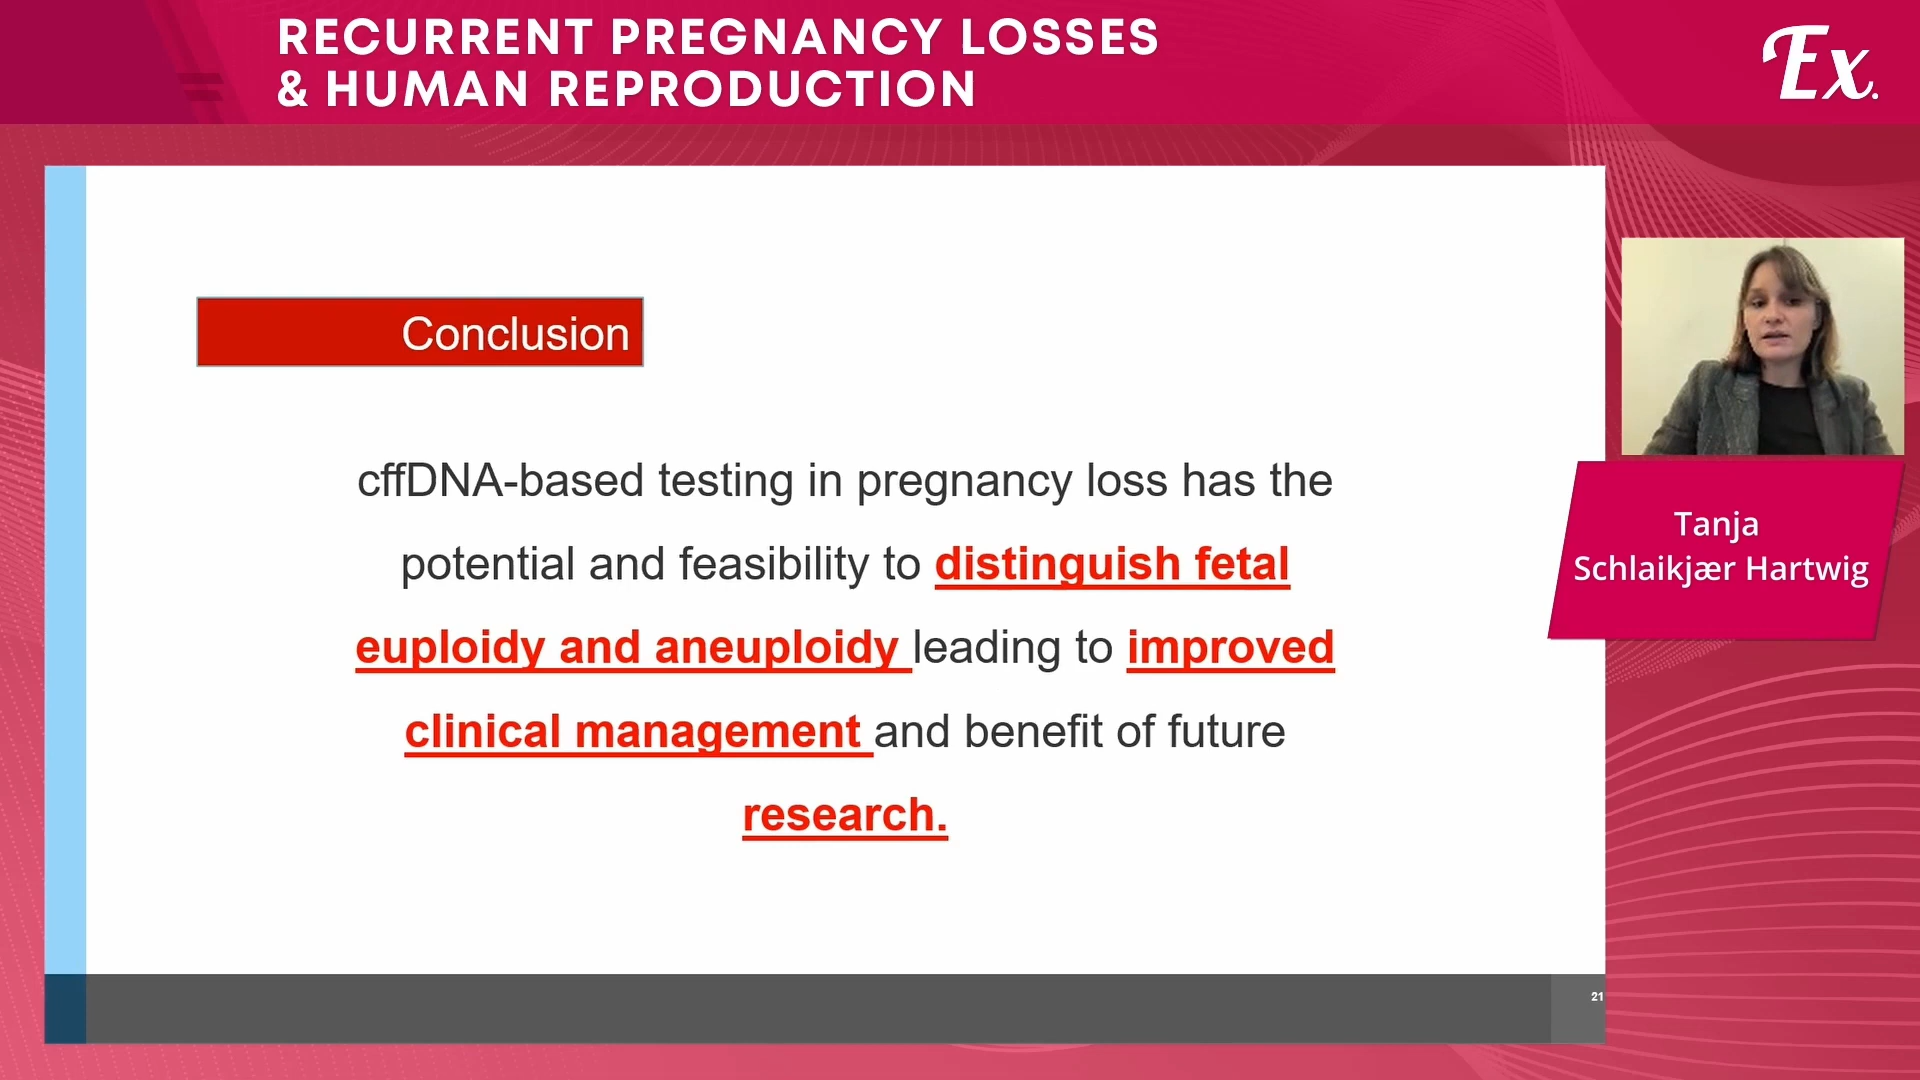 RECURRENT PREGNANCY LOSSES
& HUMAN REPRODUCTION
Ex.
Conclusion
cffDNA-based testing in pregnancy loss has the
potential and feasibility to distinguish fetal
euploidy and aneuploidy leading to improved
clinical management and benefit of future
research.
Tanja
Schlaikjær Hartwig
21